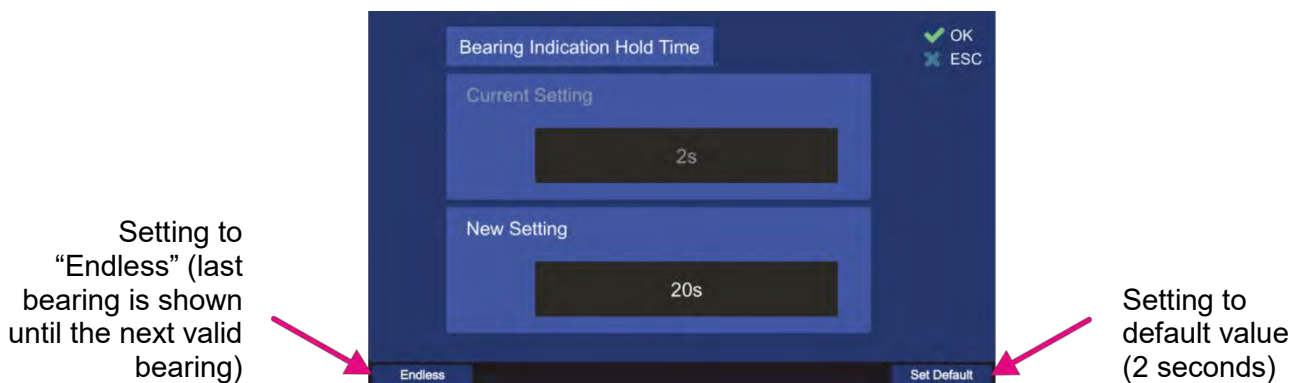 Bearing Indication Hold Time
OK
ESC
Current Setting
2s
New Setting
20s
Setting to
“Endless” (last
bearing is shown
until the next valid
bearing)
Setting to
default value
(2 seconds)
Endless
Set Default